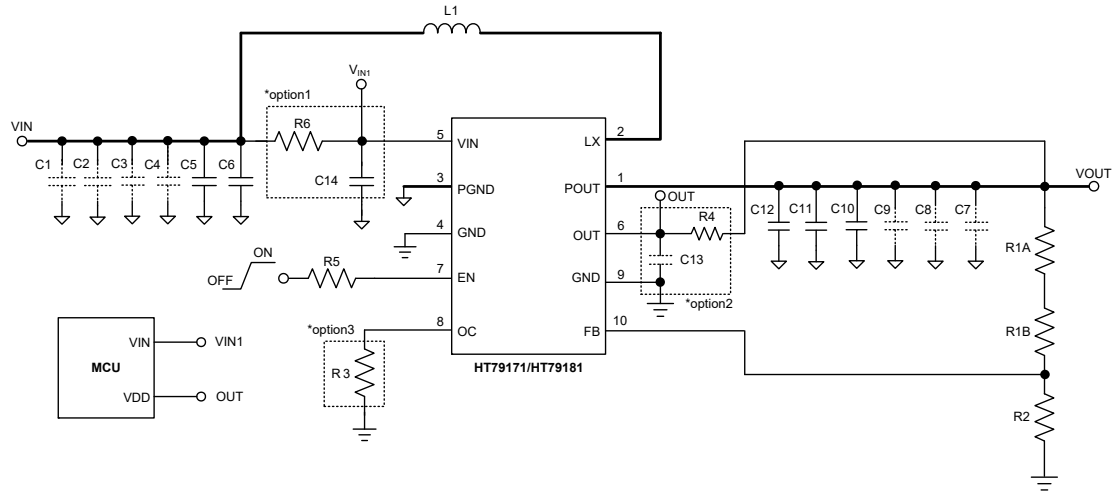 L1
VIN1
*option1
R6
VIN
C1
C2
C3
C4
C5
C6
C14
5
VIN
3
PGND
4
GND
7
EN
8
OC
2
LX
1
POUT
6
OUT
9
GND
10
FB
HT79171/HT79181
OUT
R4
C13
*option2
VOUT
C12
C11
C10
C9
C8
C7
R1A
R1B
R2
ON
OFF
R5
*option3
R3
MCU
VIN
VIN1
VDD
OUT